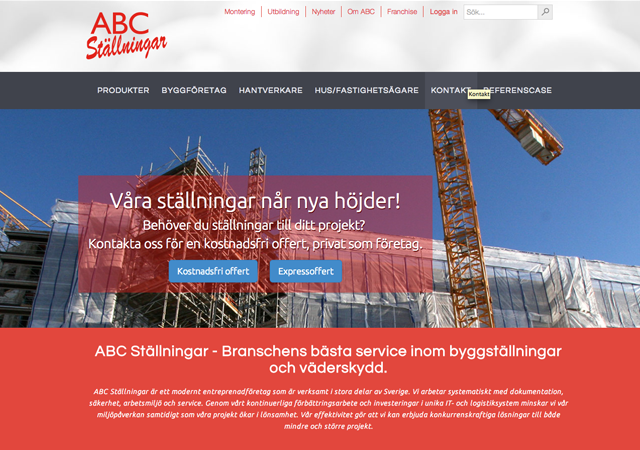 ABC
Ställningar
Montering | Utbildning | Nyheter | Om ABC | Franchise | Logga in
Sök...
PRODUKTER BYGGFÖRETAG HANTVERKARE HUS/FASTIGHETSÄGARE KONTAKT REFERENSCASE
Kontakt
Våra ställningar når nya höjder!
Behöver du ställningar till ditt projekt?
Kontakta oss för en kostnadsfri offert, privat som företag.
Kostnadsfri offert Expressoffert
ABC Ställningar - Branschens bästa service inom byggställningar
och väderskydd.
ABC Ställningar är ett modernt entreprenadföretag som är verksamt i stora delar av Sverige. Vi arbetar systematiskt med dokumentation,
säkerhet, arbetsmiljö och service. Genom vårt kontinuerliga förbättringsarbete och investeringar i unika IT- och logistiksystem minskar vi vår
miljöpåverkan samtidigt som våra projekt ökar i lönsamhet. Vår effektivitet gör att vi kan erbjuda konkurrenskraftiga lösningar till både
mindre och större projekt.